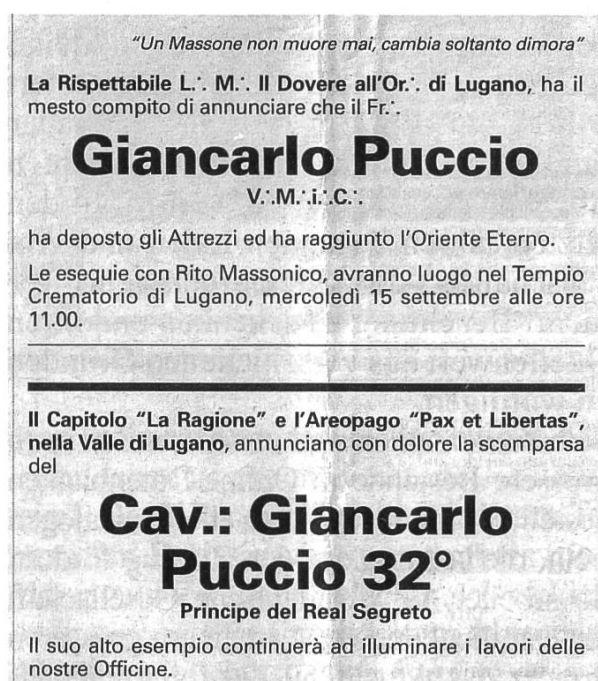 "Un Massone non muore mai, cambia soltanto dimora"
La Rispettabile L∴ M∴ Il Dovere all'Or∴ di Lugano, ha il
mesto compito di annunciare che il Fr∴
Giancarlo Puccio
V∴M∴i∴C∴
ha deposto gli Attrezzi ed ha raggiunto l'Oriente Eterno.
Le esequie con Rito Massonico, avranno luogo nel Tempio
Crematorio di Lugano, mercoledì 15 settembre alle ore
11.00.
Il Capitolo "La Ragione" e l'Areopago "Pax et Libertas",
nella Valle di Lugano, annunciano con dolore la scomparsa
del
Cav.: Giancarlo
Puccio 32°
Principe del Real Segreto
Il suo alto esempio continuerà ad illuminare i lavori delle
nostre Officine.